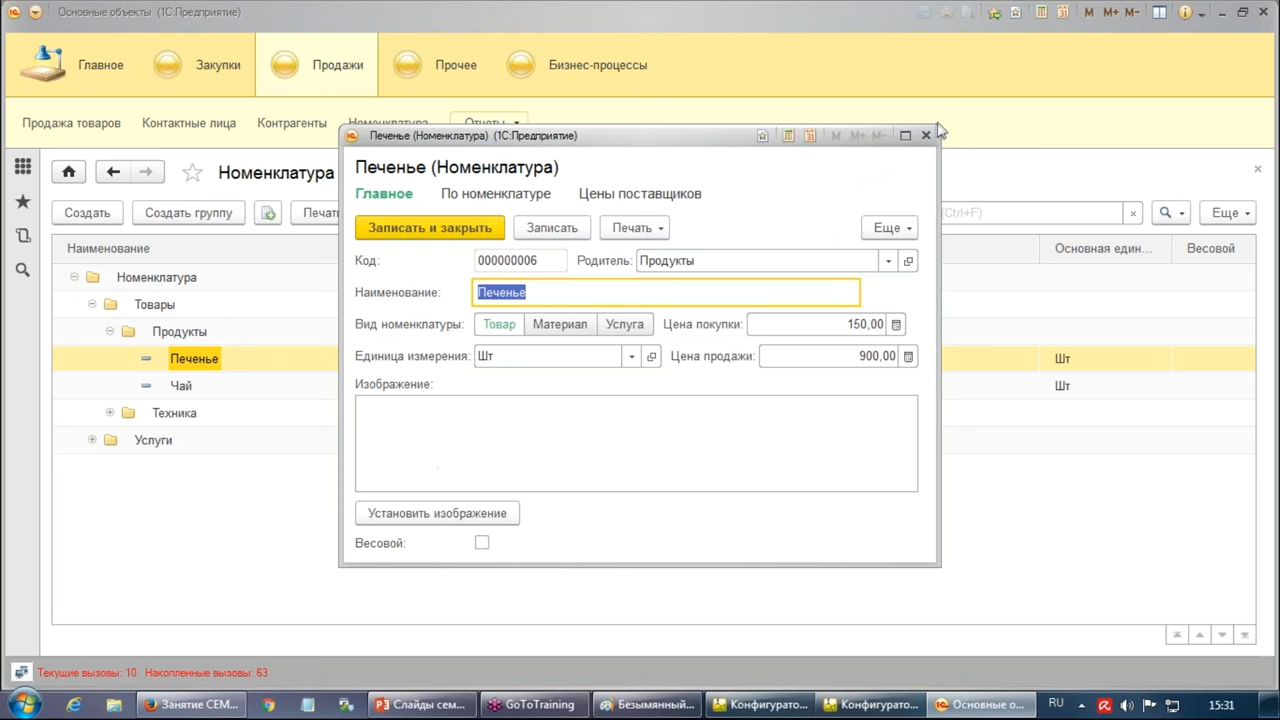 Основные объекты (1С:Предприятие)
M M+ M-
Главное
Закупки
Продажи
Прочее
Бизнес-процессы
Продажа товаров
Контактные лица
Контрагенты
Номенклатура
Отчеты
Номенклатура
Создать
Создать группу
(Ctrl+F)
Еще
Наименование
Основная един...
Весовой
Номенклатура
Товары
Продукты
Печенье
Шт
Чай
Шт
Техника
Услуги
Печенье (Номенклатура) (1С:Предприятие)
M M+ M-
Печенье (Номенклатура)
Главное
По номенклатуре
Цены поставщиков
Записать и закрыть
Записать
Печать
Еще
Код: 000000006
Родитель: Продукты
Наименование: Печенье
Вид номенклатуры: Товар Материал Услуга
Цена покупки: 150,00
Единица измерения: Шт
Цена продажи: 900,00
Изображение:
Установить изображение
Весовой:
Текущие вызовы: 10 Накопленные вызовы: 63
Занятие СЕМ...
Слайды сем...
GoToTraining
Безымянный...
Конфигурато...
Конфигурато...
Основные о...
RU
15:31